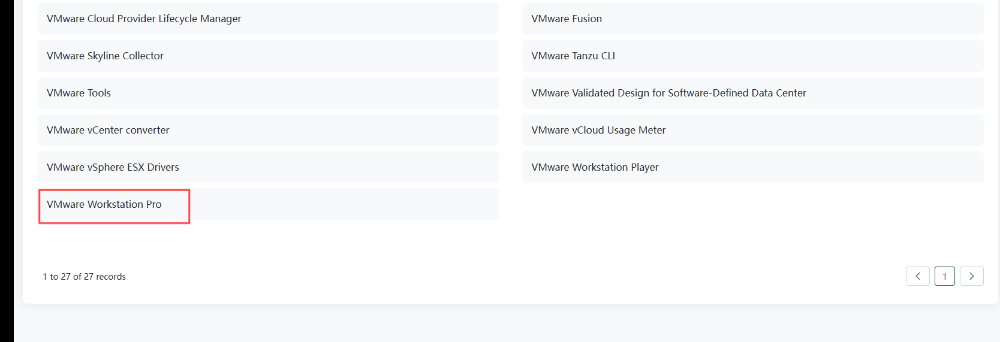 VMware Cloud Provider Lifecycle Manager
VMware Fusion
VMware Skyline Collector
VMware Tanzu CLI
VMware Tools
VMware Validated Design for Software-Defined Data Center
VMware vCenter converter
VMware vCloud Usage Meter
VMware vSphere ESX Drivers
VMware Workstation Player
VMware Workstation Pro
1 to 27 of 27 records
1